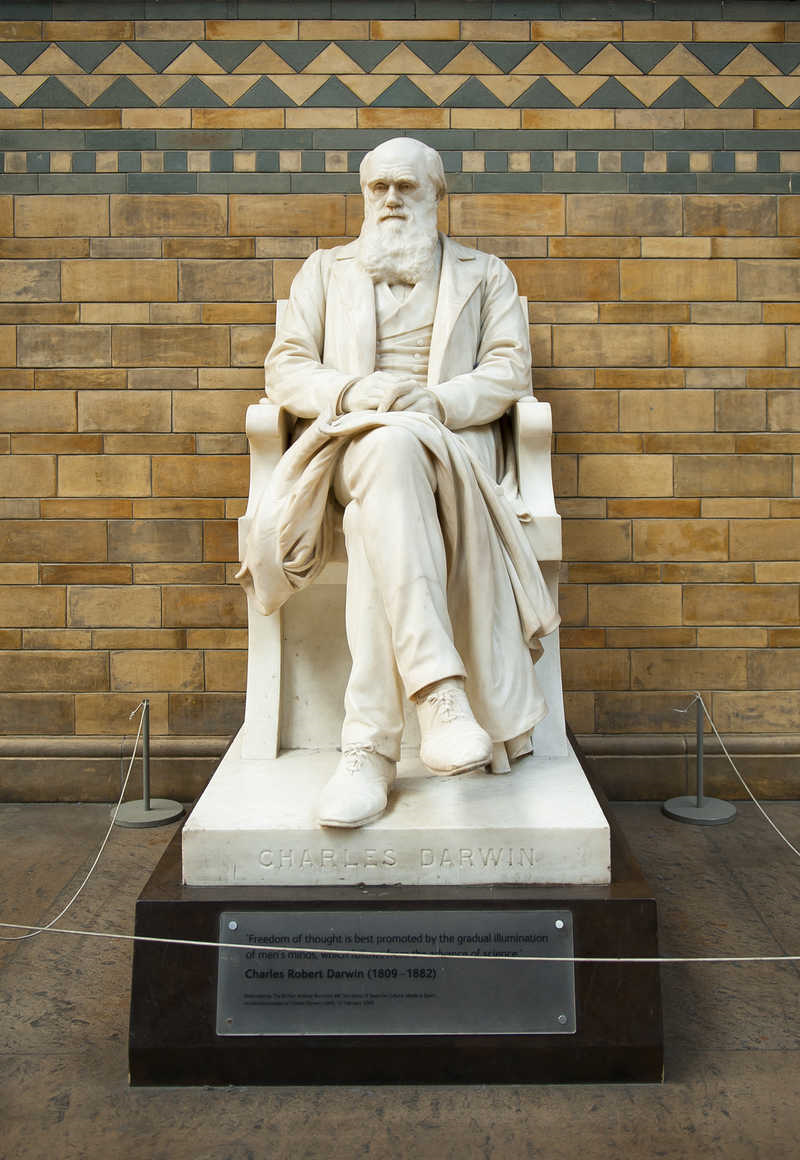 CHARLES DARWIN
'Freedom of thought is best promoted by the gradual illumination
of men's minds, which follows from the advance of science.'
Charles Robert Darwin (1809 – 1882)